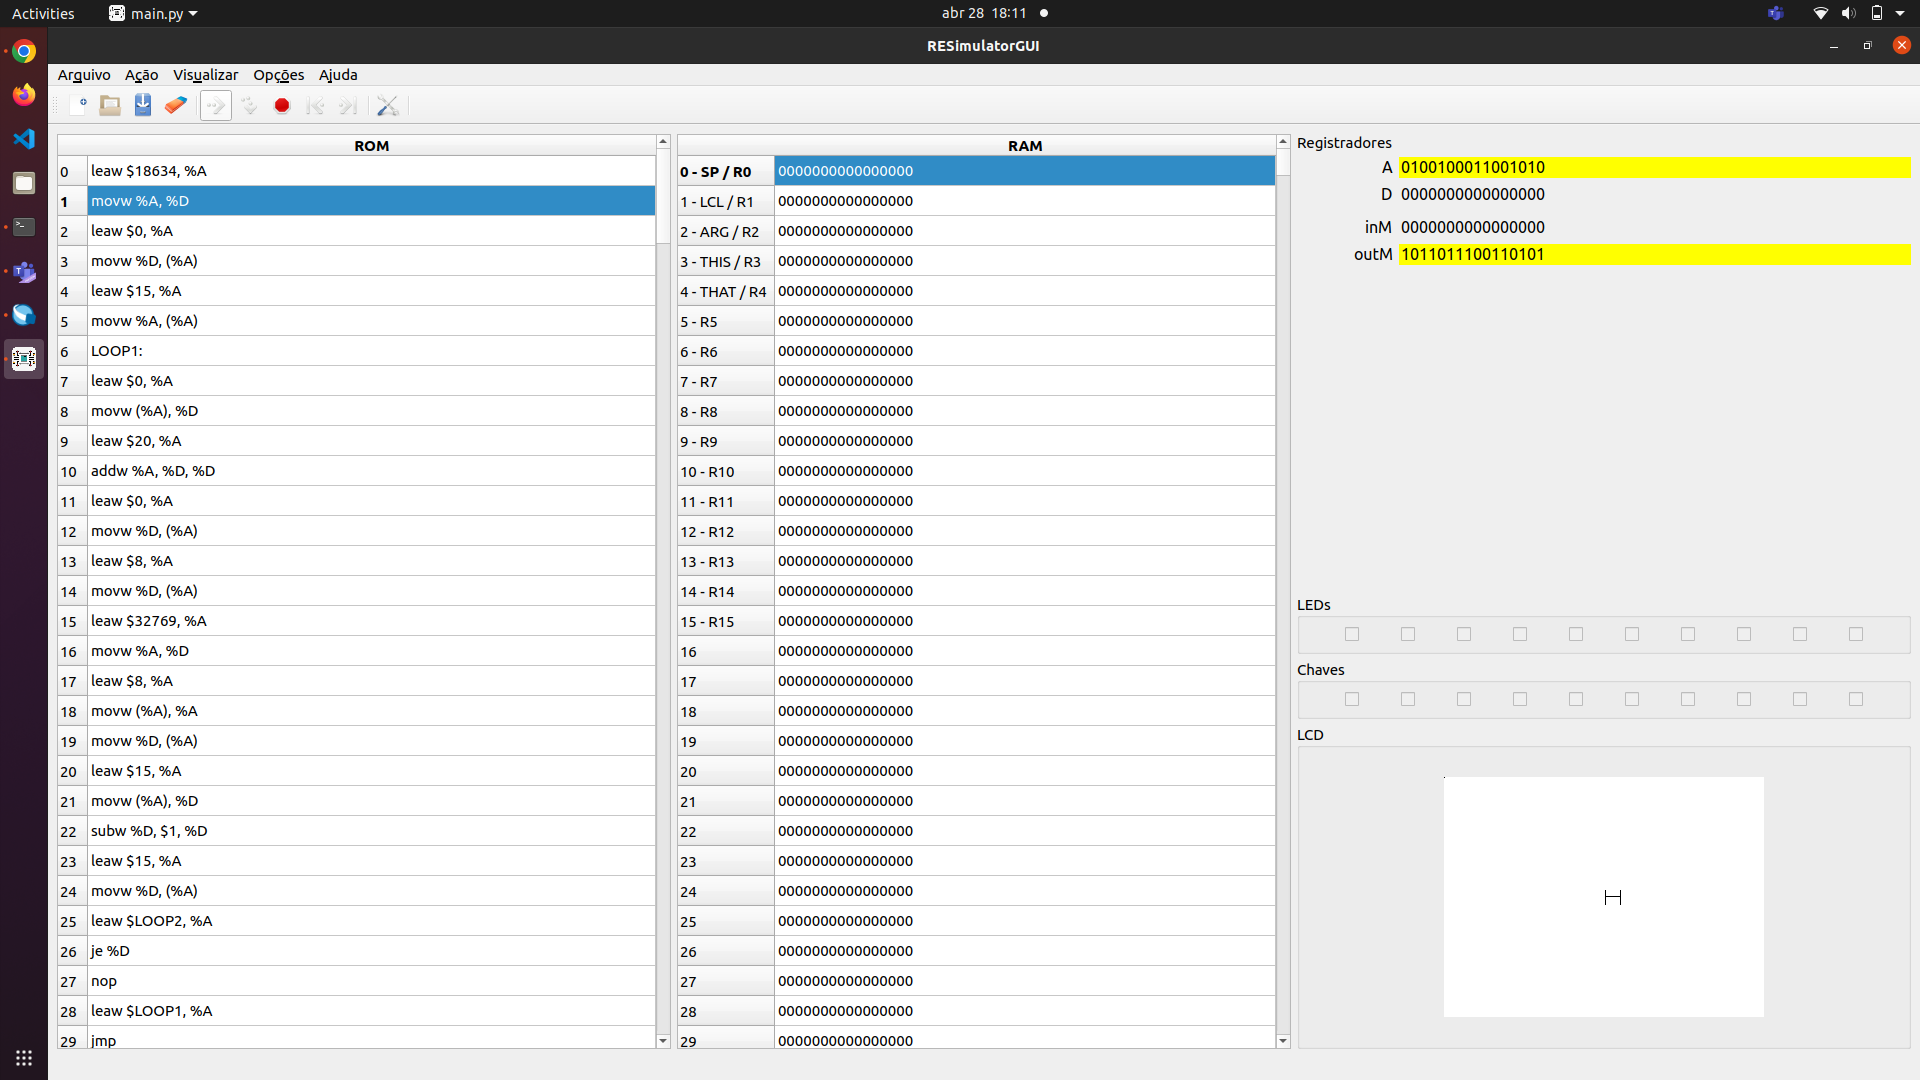 Activities
main.py
abr 28 18:11
RESimulatorGUI
Arquivo Ação Visualizar Opções Ajuda
ROM
0 leaw $18634, %A
1 movw %A, %D
2 leaw $0, %A
3 movw %D, (%A)
4 leaw $15, %A
5 movw %A, (%A)
6 LOOP1:
7 leaw $0, %A
8 movw (%A), %D
9 leaw $20, %A
10 addw %A, %D, %D
11 leaw $0, %A
12 movw %D, (%A)
13 leaw $8, %A
14 movw %D, (%A)
15 leaw $32769, %A
16 movw %A, %D
17 leaw $8, %A
18 movw (%A), %A
19 movw %D, (%A)
20 leaw $15, %A
21 movw (%A), %D
22 subw %D, $1, %D
23 leaw $15, %A
24 movw %D, (%A)
25 leaw $LOOP2, %A
26 je %D
27 nop
28 leaw $LOOP1, %A
29 jmp
RAM
0 - SP / R0 0000000000000000
1 - LCL / R1 0000000000000000
2 - ARG / R2 0000000000000000
3 - THIS / R3 0000000000000000
4 - THAT / R4 0000000000000000
5 - R5 0000000000000000
6 - R6 0000000000000000
7 - R7 0000000000000000
8 - R8 0000000000000000
9 - R9 0000000000000000
10 - R10 0000000000000000
11 - R11 0000000000000000
12 - R12 0000000000000000
13 - R13 0000000000000000
14 - R14 0000000000000000
15 - R15 0000000000000000
16 0000000000000000
17 0000000000000000
18 0000000000000000
19 0000000000000000
20 0000000000000000
21 0000000000000000
22 0000000000000000
23 0000000000000000
24 0000000000000000
25 0000000000000000
26 0000000000000000
27 0000000000000000
28 0000000000000000
29 0000000000000000
Registradores
A 0100100011001010
D 0000000000000000
inM 0000000000000000
outM 1011011100110101
LEDs
Chaves
LCD